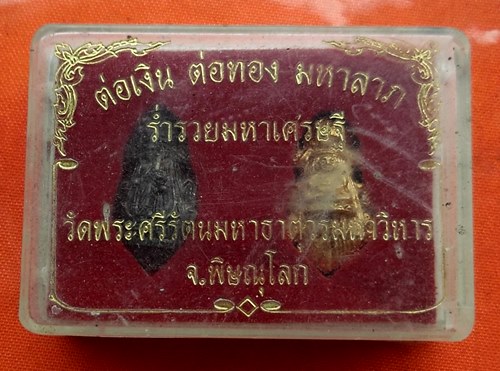 ต่อเงิน ต่อทอง มหาลาภ
ร่ำรวยมหาเศรษฐี
วัดพระศรีรัตนมหาธาตุวรมหาวิหาร
จ.พิษณุโลก